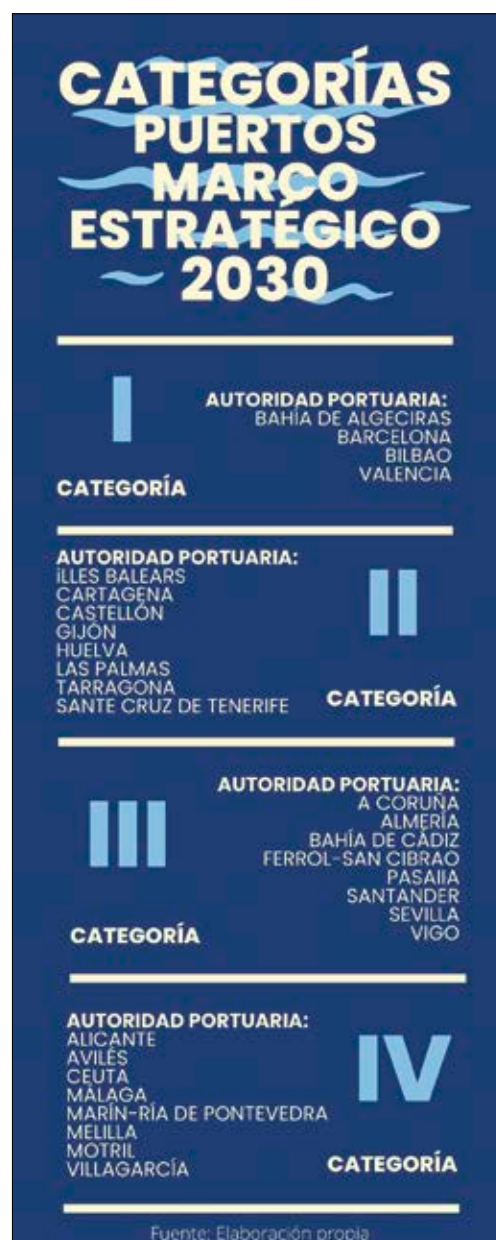 CATEGORÍAS
PUERTOS
MARCO
ESTRATÉGICO
2030
I
CATEGORÍA
AUTORIDAD PORTUARIA:
BAHÍA DE ALGECIRAS
BARCELONA
BILBAO
VALENCIA
AUTORIDAD PORTUARIA:
iLLES BALEARS
CARTAGENA
CASTELLÓN
GIJÓN
HUELVA
LAS PALMAS
TARRAGONA
SANTE CRUZ DE TENERIFE
II
CATEGORÍA
III
CATEGORÍA
AUTORIDAD PORTUARIA:
A CORUÑA
ALMERÍA
BAHÍA DE CÁDIZ
FERROL-SAN CIBRAO
PASAIIA
SANTANDER
SEVILLA
VIGO
AUTORIDAD PORTUARIA:
ALICANTE
AVILÉS
CEUTA
MÁLAGA
MARÍN-RÍA DE PONTEVEDRA
MELILLA
MOTRIL
VILLAGARCÍA
IV
CATEGORÍA
Fuente: Elaboración propia